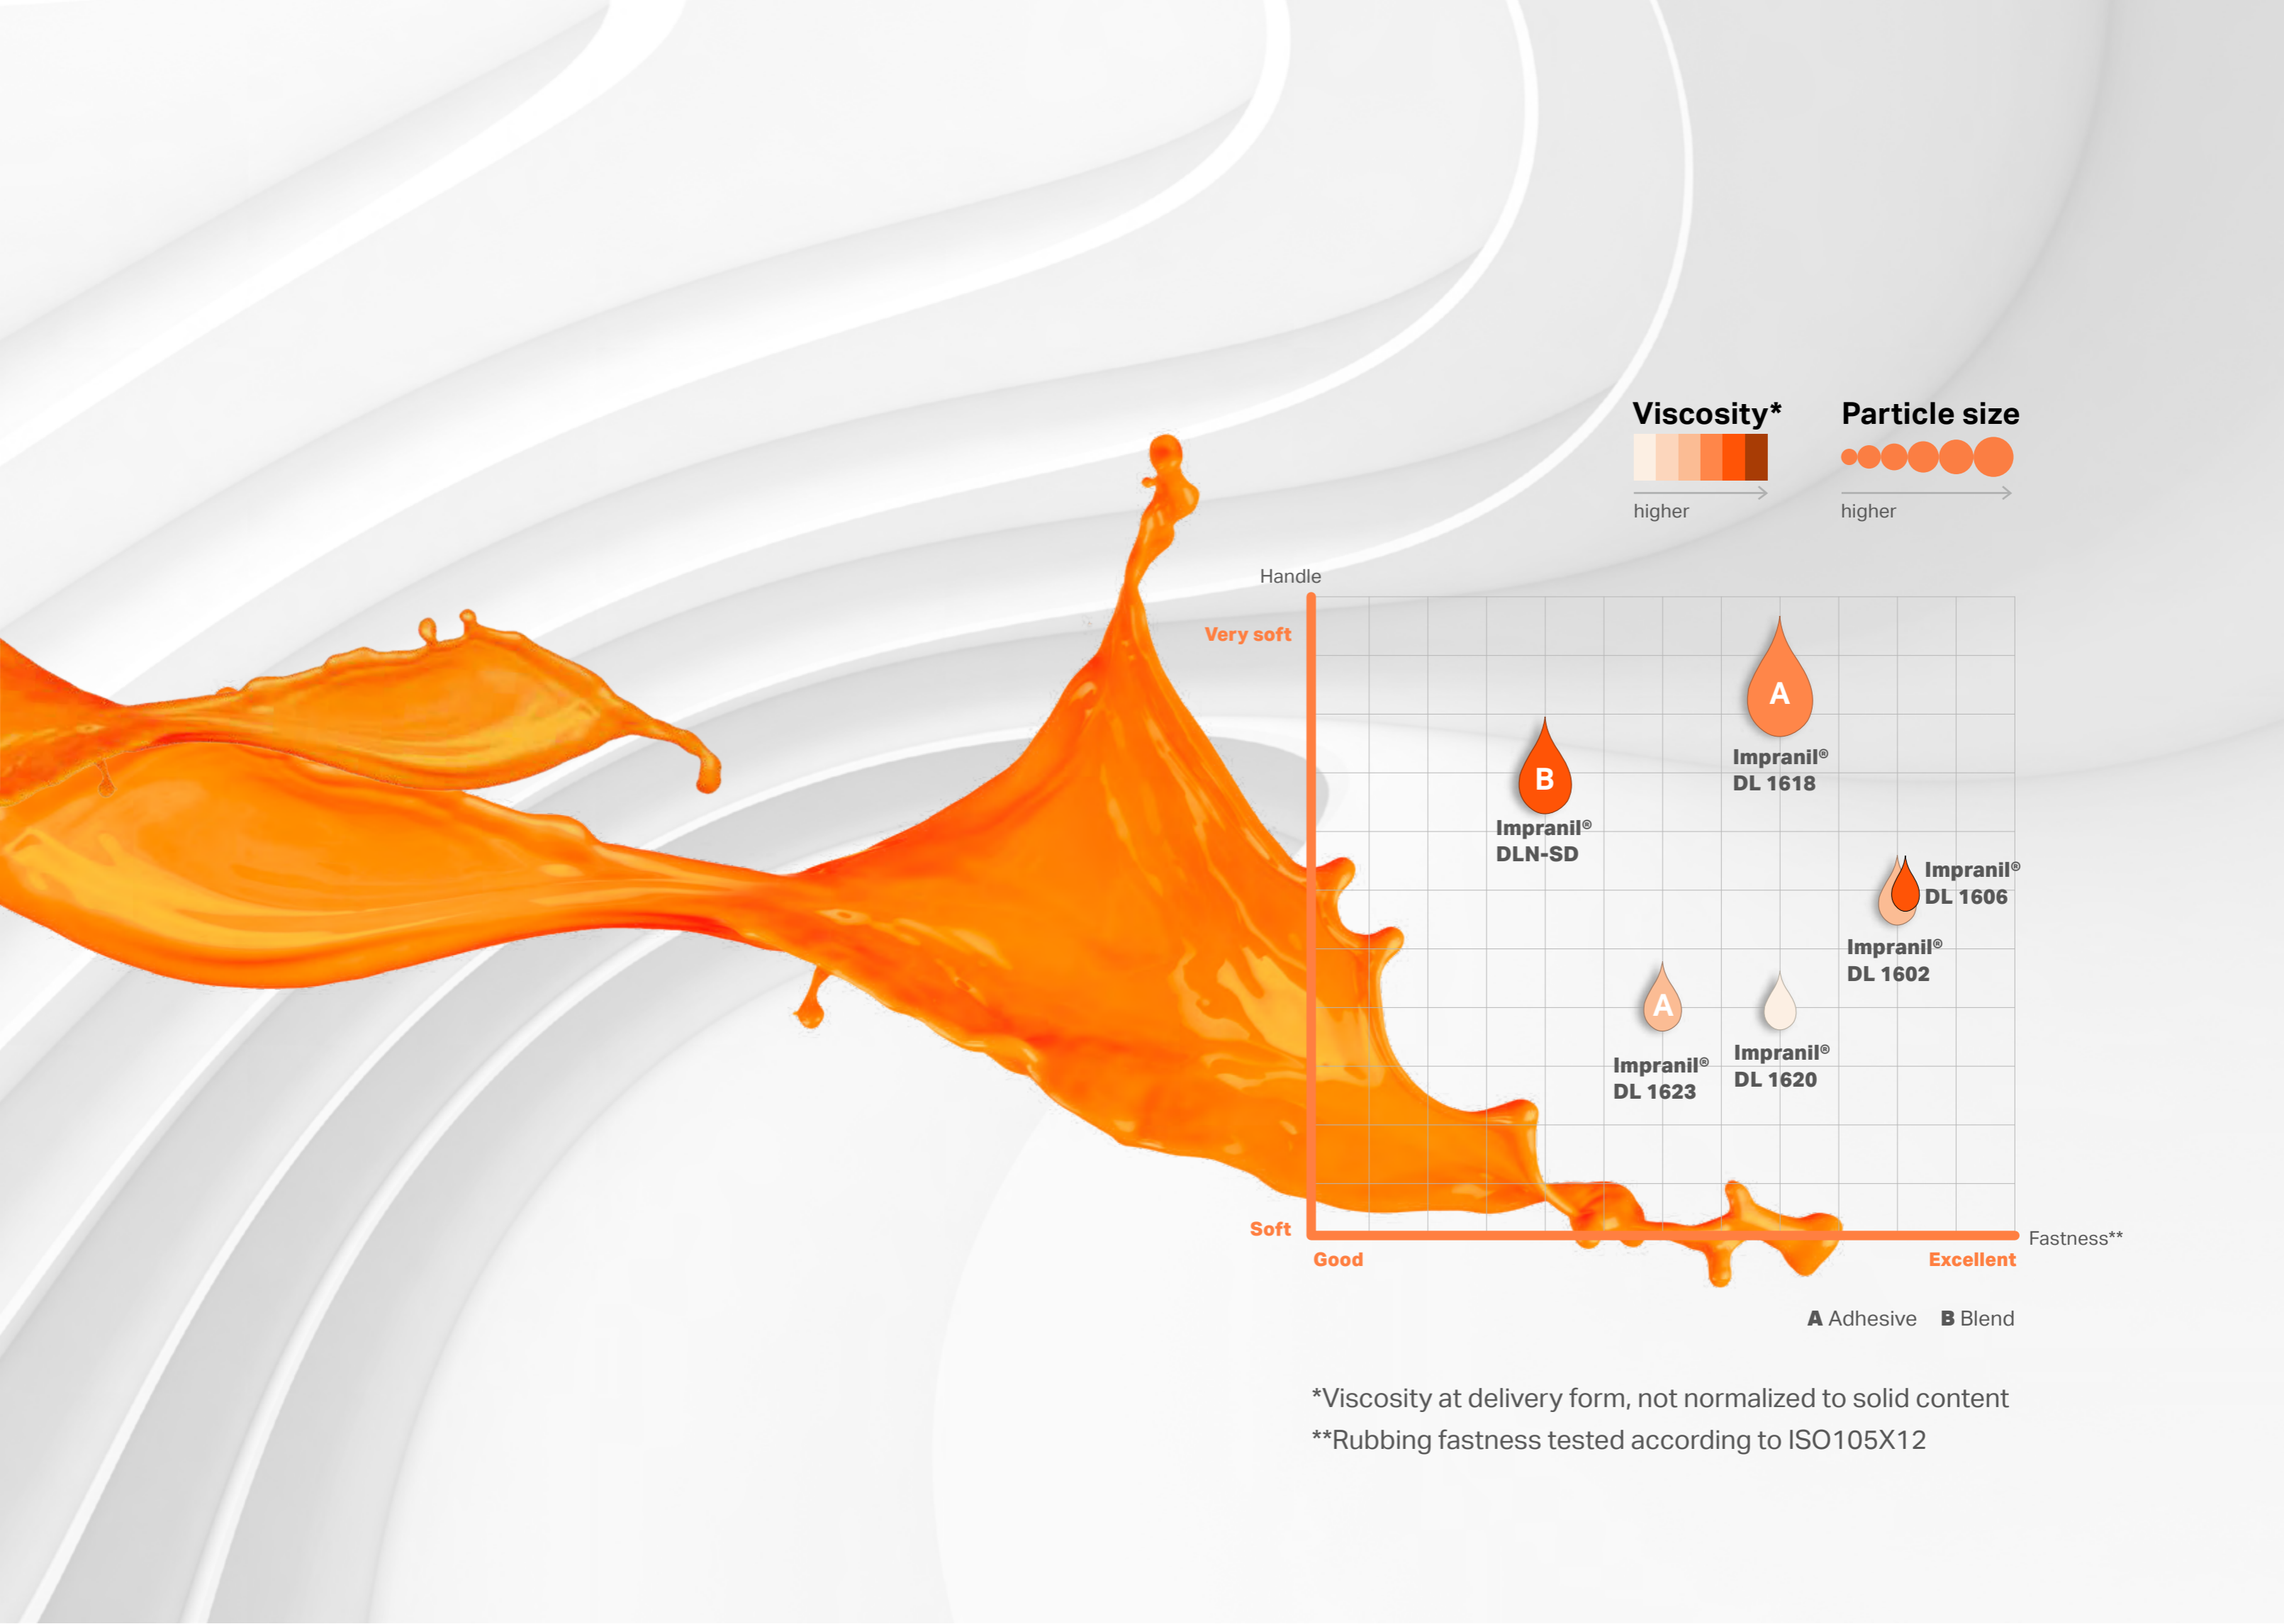 Viscosity*
Particle size
higher
higher
Handle
Very soft
A
Impranil®
DL 1618
B
Impranil®
DLN-SD
Impranil®
DL 1606
Impranil®
DL 1602
A
Impranil®
DL 1623
Impranil®
DL 1620
Soft
Good
Excellent
Fastness**
A Adhesive B Blend
*Viscosity at delivery form, not normalized to solid content
**Rubbing fastness tested according to ISO105X12